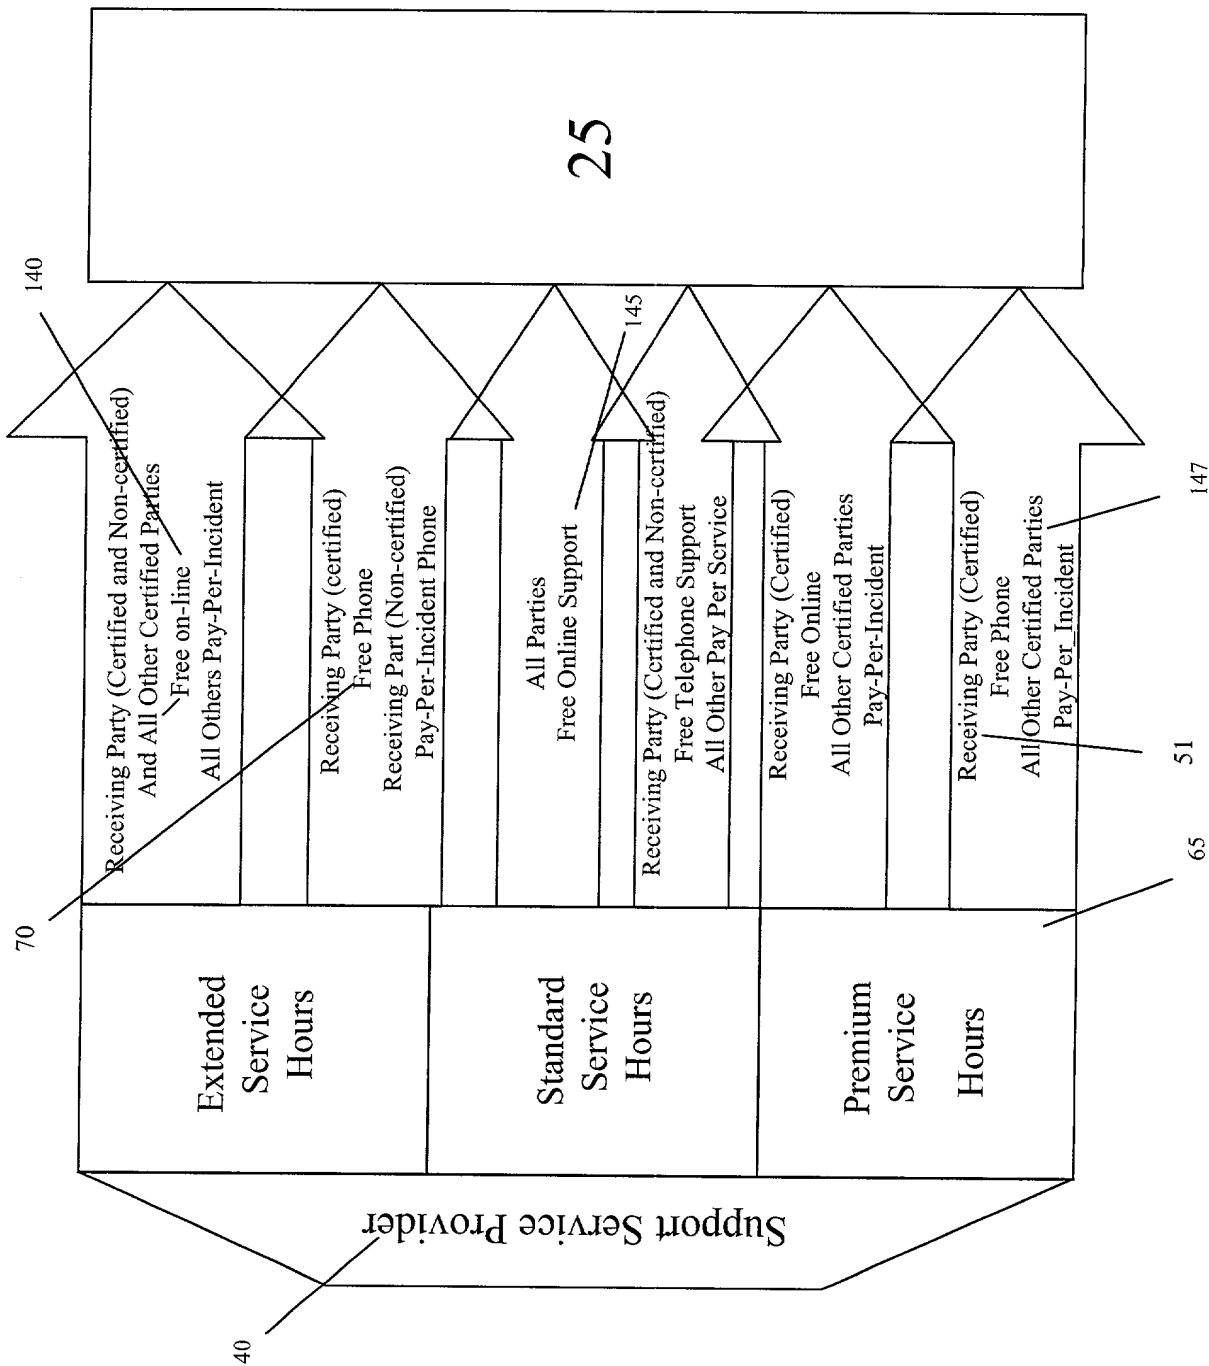 25
140
Receiving Party (Certified and Non-certified)
And All Other Certified Parties
Free on-line
All Others Pay-Per-Incident
70
Receiving Party (certified)
Free Phone
Receiving Part (Non-certified)
Pay-Per-Incident Phone
All Parties
Free Online Support
145
Receiving Party (Certified and Non-crtified)
Free Telephone Support
All Other Pay Per Service
Receiving Party (Certified)
Free Online
All Other Certified Parties
Pay-Per-Incident
Receiving Party (Certified)
Free Phone
All Other Certified Parties
Pay-Per_Incident
147
51
65
Extended
Service
Hours
Standard
Service
Hours
Premium
Service
Hours
Support Service Provider
40